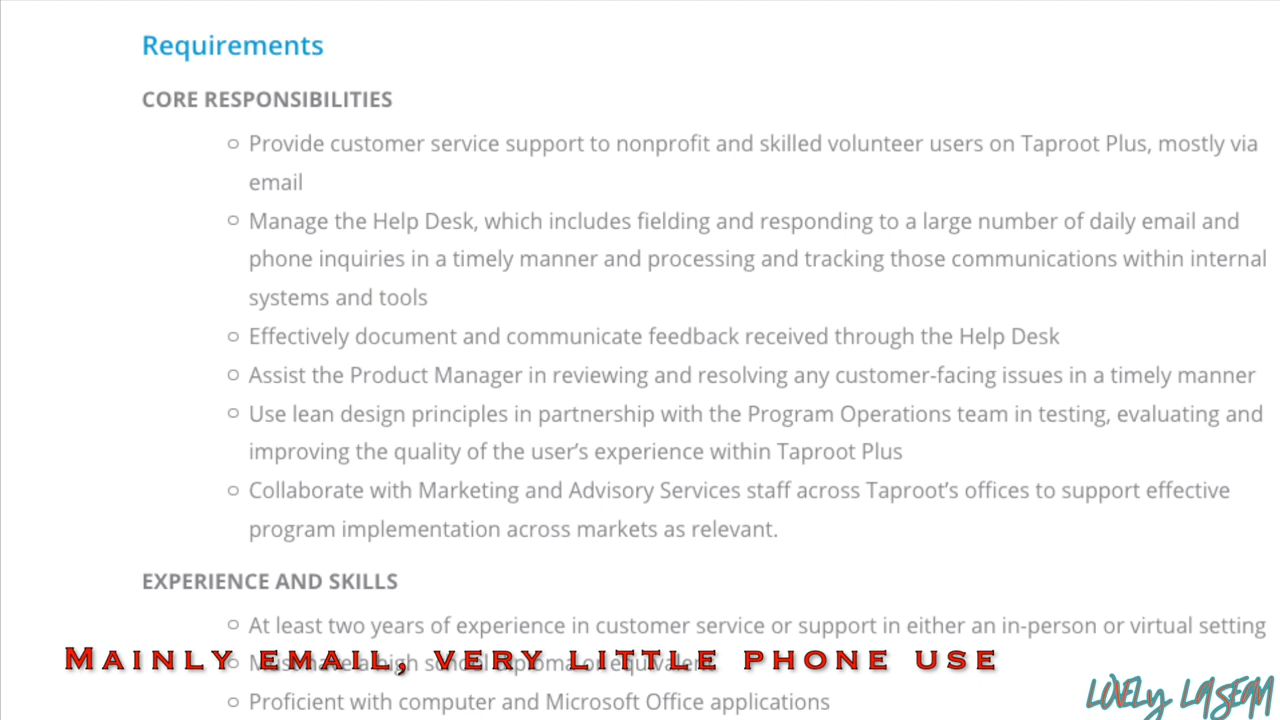 Requirements
CORE RESPONSIBILITIES
Provide customer service support to nonprofit and skilled volunteer users on Taproot Plus, mostly via
email
Manage the Help Desk, which includes fielding and responding to a large number of daily email and
phone inquiries in a timely manner and processing and tracking those communications within internal
systems and tools
Effectively document and communicate feedback received through the Help Desk
Assist the Product Manager in reviewing and resolving any customer-facing issues in a timely manner
Use lean design principles in partnership with the Program Operations team in testing, evaluating and
improving the quality of the user's experience within Taproot Plus
Collaborate with Marketing and Advisory Services staff across Taproot's offices to support effective
program implementation across markets as relevant.
EXPERIENCE AND SKILLS
At least two years of experience in customer service or support in either an in-person or virtual setting
Must have a high school diploma or equivalent
MAINLY EMAIL, VERY LITTLE PHONE USE
Proficient with computer and Microsoft Office applications
LOVELY LASEAM